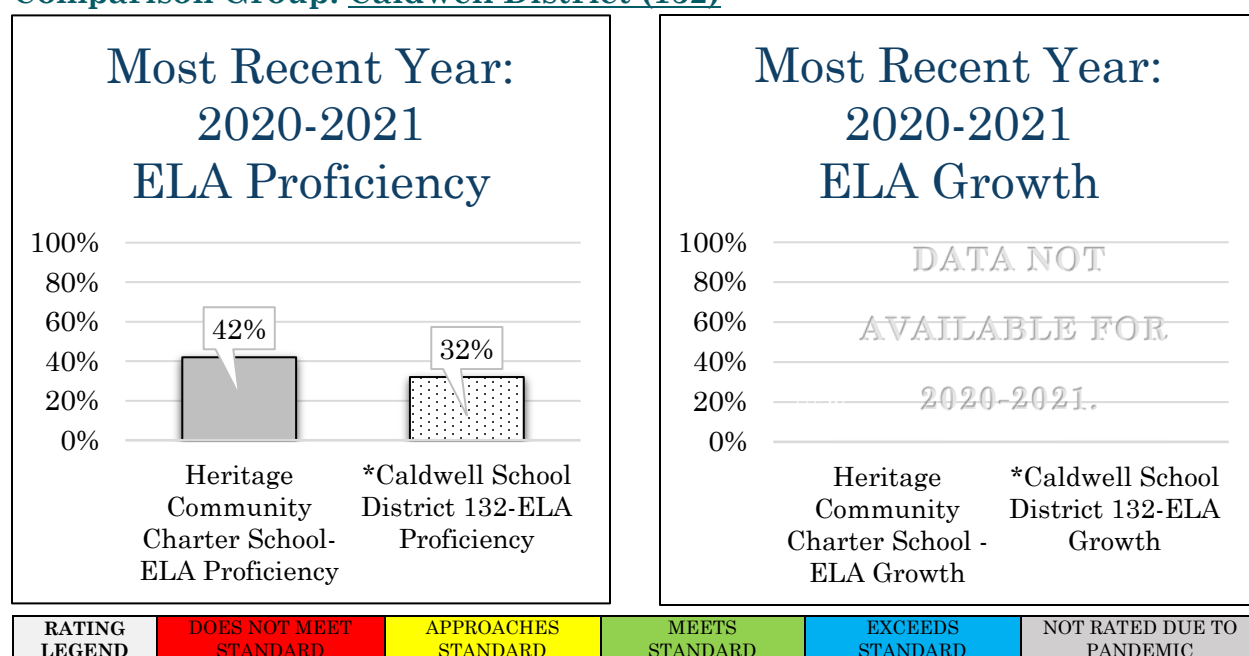 Comparison Group: Caldwell District (132)
Most Recent Year:
2020-2021
ELA Proficiency
100%
80%
60%
40%
20%
0%
42%
32%
Heritage
Community
Charter School-
ELA Proficiency
*Caldwell School
District 132-ELA
Proficiency
Most Recent Year:
2020-2021
ELA Growth
100%
80%
60%
40%
20%
0%
DATA NOT
AVAILABLE FOR
2020-2021.
Heritage
Community
Charter School -
ELA Growth
*Caldwell School
District 132-ELA
Growth
RATING
LEGEND
DOES NOT MEET
STANDARD
APPROACHES
STANDARD
MEETS
STANDARD
EXCEEDS
STANDARD
NOT RATED DUE TO
PANDEMIC